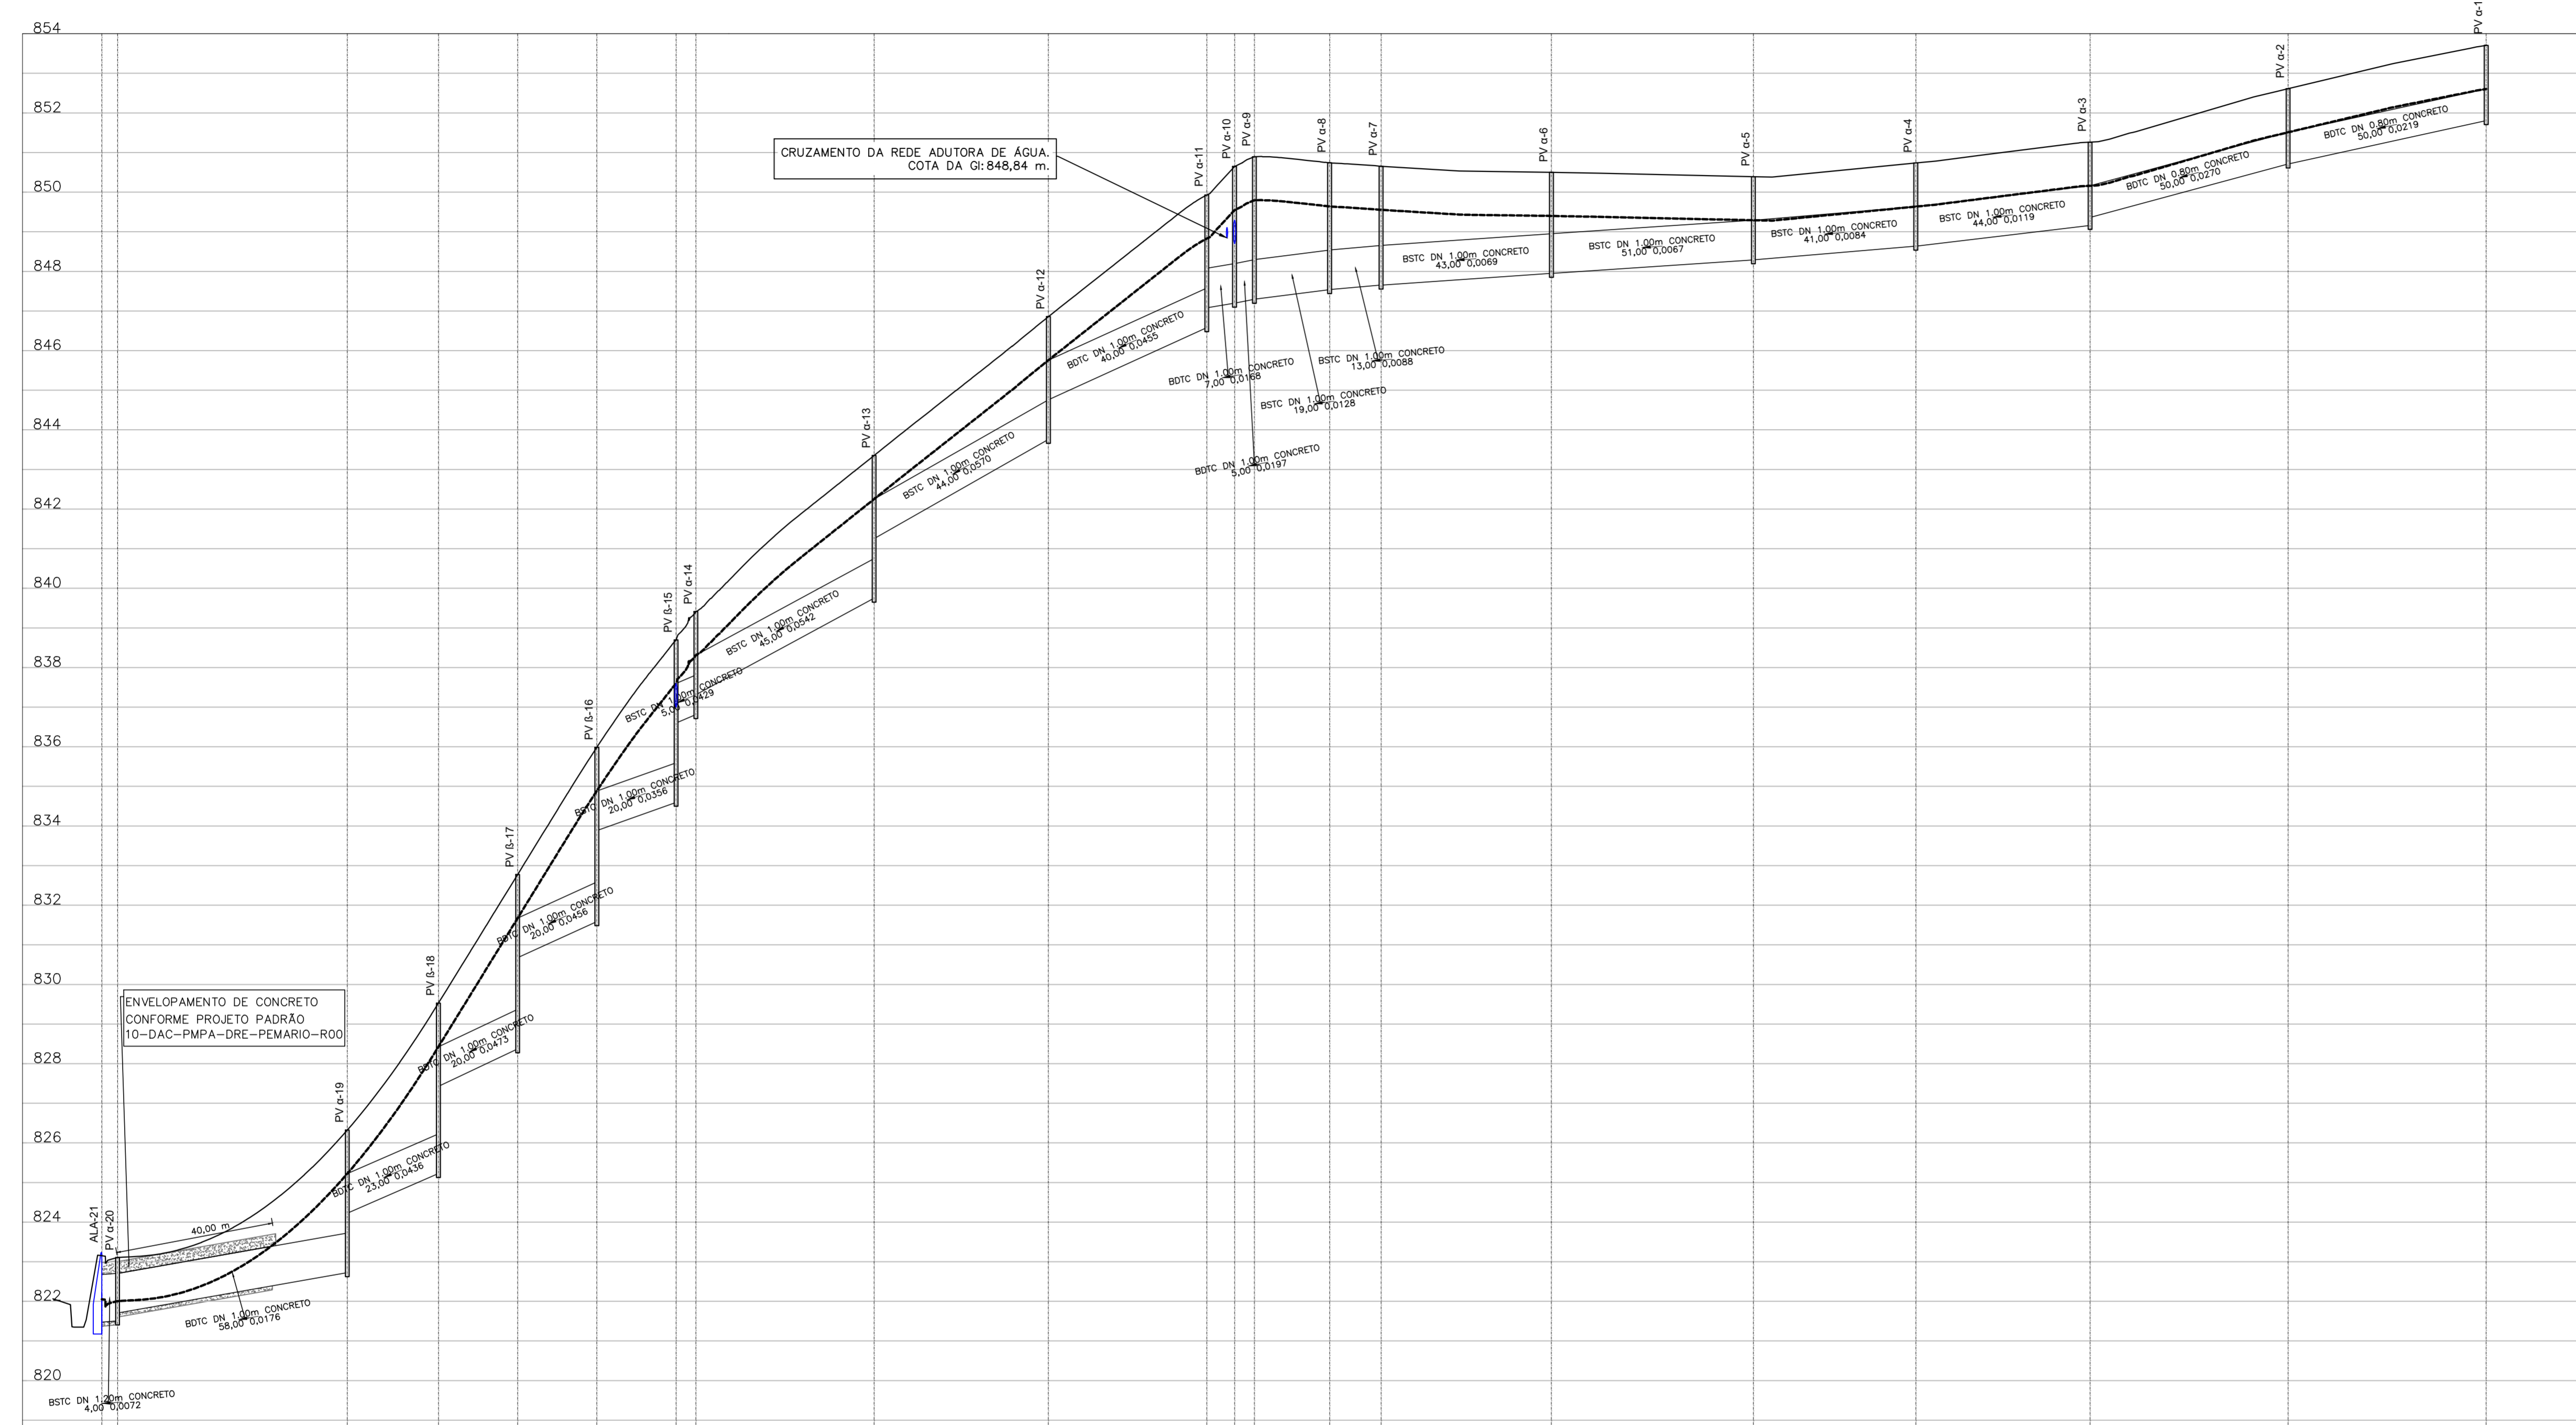 854
852
850
848
846
844
842
840
838
836
834
832
830
828
826
824
822
820
ALA-21
PV α-20
PV α-19
PV ß-18
PV ß-17
PV ß-16
PV ß-15
PV α-14
PV α-13
PV α-12
PV α-11
PV α-10
PV α-9
PV α-8
PV α-7
PV α-6
PV α-5
PV α-4
PV α-3
PV α-2
PV α-1
CRUZAMENTO DA REDE ADUTORA DE ÁGUA.
COTA DA GI: 848,84 m.
ENVELOPAMENTO DE CONCRETO
CONFORME PROJETO PADRÃO
10-DAC-PMPA-DRE-PEMARIO-R00
40,00 m
BSTC DN 1.20m CONCRETO
4,00 0,0072
BDTC DN 1.00m CONCRETO
58,00 0,0176
BDTC DN 1.00m CONCRETO
23,00 0,0436
BDTC DN 1.00m CONCRETO
20,00 0,0473
BDTC DN 1.00m CONCRETO
20,00 0,0456
BSTC DN 1.00m CONCRETO
20,00 0,0356
BSTC DN 1.00m CONCRETO
5,00 0,0429
BSTC DN 1.00m CONCRETO
45,00 0,0542
BSTC DN 1.00m CONCRETO
44,00 0,0570
BDTC DN 1.00m CONCRETO
40,00 0,0455
BDTC DN 1.00m CONCRETO
7,00 0,0168
BDTC DN 1.00m CONCRETO
5,00 0,0197
BSTC DN 1.00m CONCRETO
19,00 0,0128
BSTC DN 1.00m CONCRETO
13,00 0,0088
BSTC DN 1.00m CONCRETO
43,00 0,0069
BSTC DN 1.00m CONCRETO
51,00 0,0067
BSTC DN 1.00m CONCRETO
41,00 0,0084
BSTC DN 1.00m CONCRETO
44,00 0,0119
BDTC DN 0.80m CONCRETO
50,00 0,0270
BDTC DN 0.80m CONCRETO
50,00 0,0219